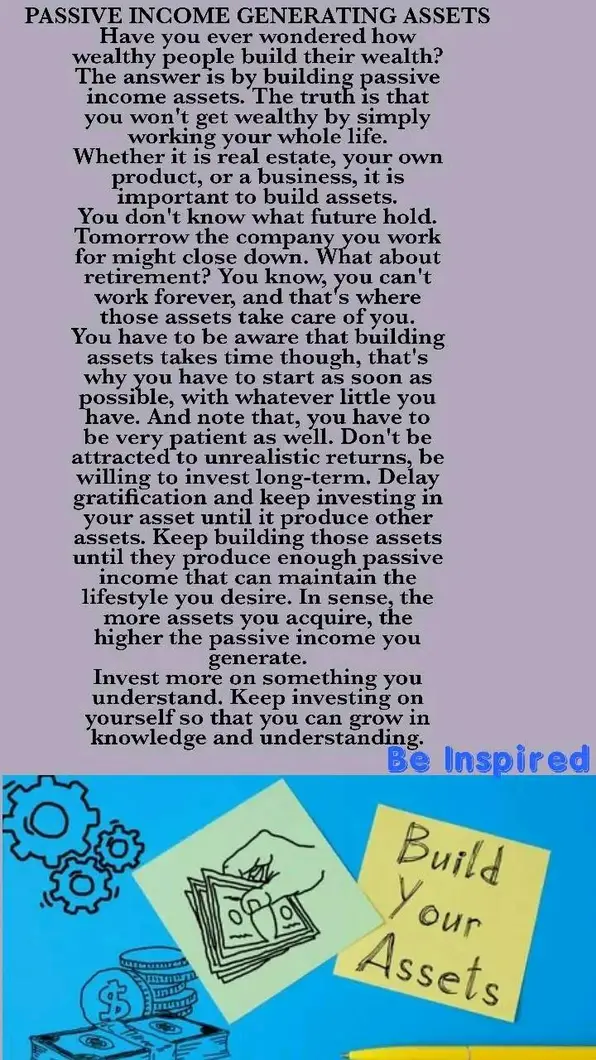 PASSIVE INCOME GENERATING ASSETS
Have you ever wondered how
wealthy people build their wealth?
The answer is by building passive
income assets. The truth is that
you won't get wealthy by simply
working your whole life.
Whether it is real estate, your own
product, or a business, it is
important to build assets.
You don't know what future hold.
Tomorrow the company you work
for might close down. What about
retirement? You know, you can't
work forever, and that's where
those assets take care of you.
You have to be aware that building
assets takes time though, that's
why you have to start as soon as
possible, with whatever little you
have. And note that, you have to
be very patient as well. Don't be
attracted to unrealistic returns, be
willing to invest long-term. Delay
gratification and keep investing in
your asset until it produce other
assets. Keep building those assets
until they produce enough passive
income that can maintain the
lifestyle you desire. In sense, the
more assets you acquire, the
higher the passive income you
generate.
Invest more on something you
understand. Keep investing on
yourself so that you can grow in
knowledge and understanding.
Be Inspired
Build
Your
Assets
$